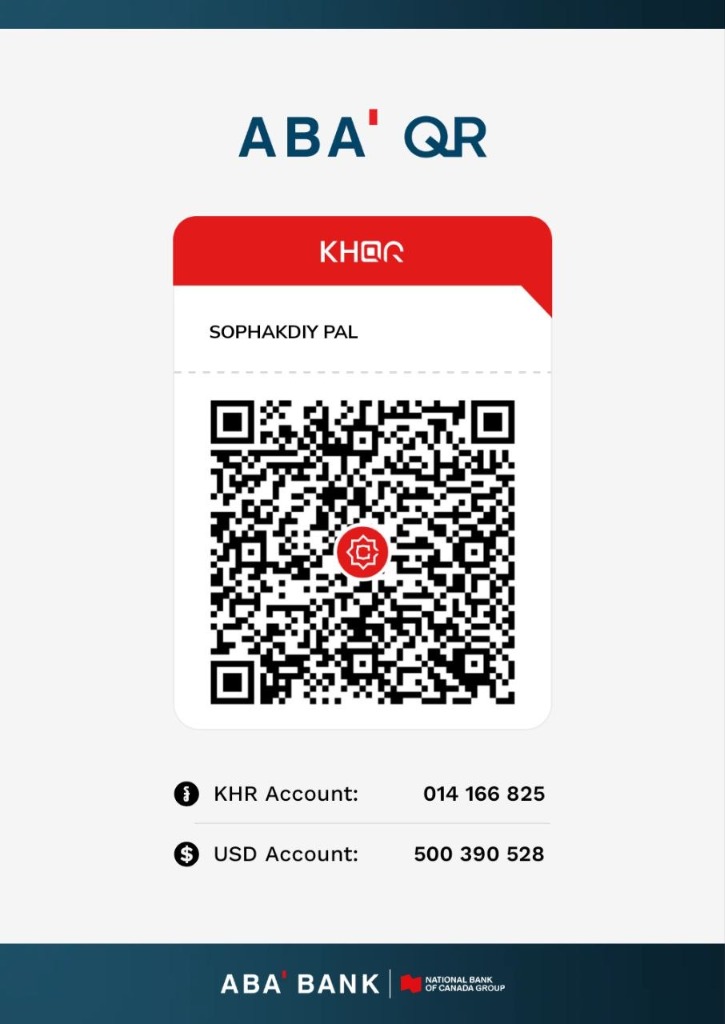 ABA' QR
KHQR
SOPHAKDIY PAL
KHR Account: 014 166 825
$ USD Account: 500 390 528
ABA' BANK
NATIONAL BANK
OF CANADA GROUP